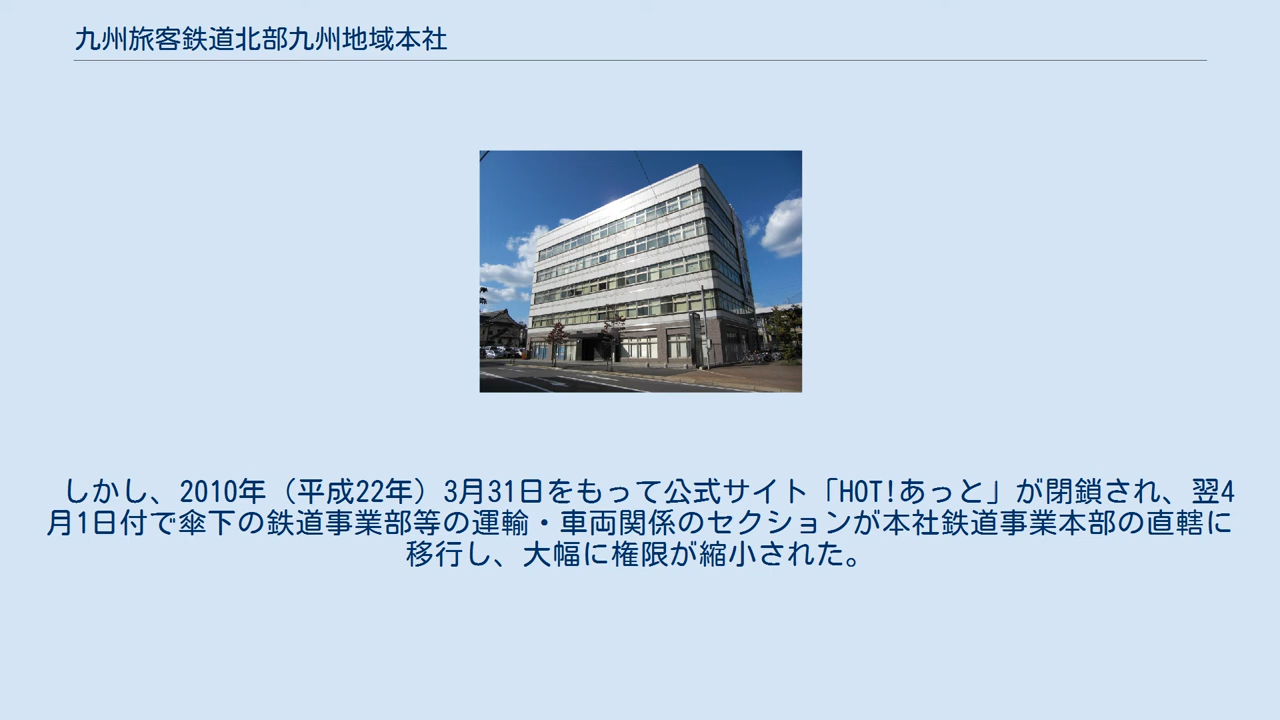 九州旅客鉄道北部九州地域本社
しかし、2010年（平成22年）3月31日をもって公式サイト「HOT!あっと」が閉鎖され、翌4
月1日付で傘下の鉄道事業部等の運輸・車両関係のセクションが本社鉄道事業本部の直轄に
移行し、大幅に権限が縮小された。